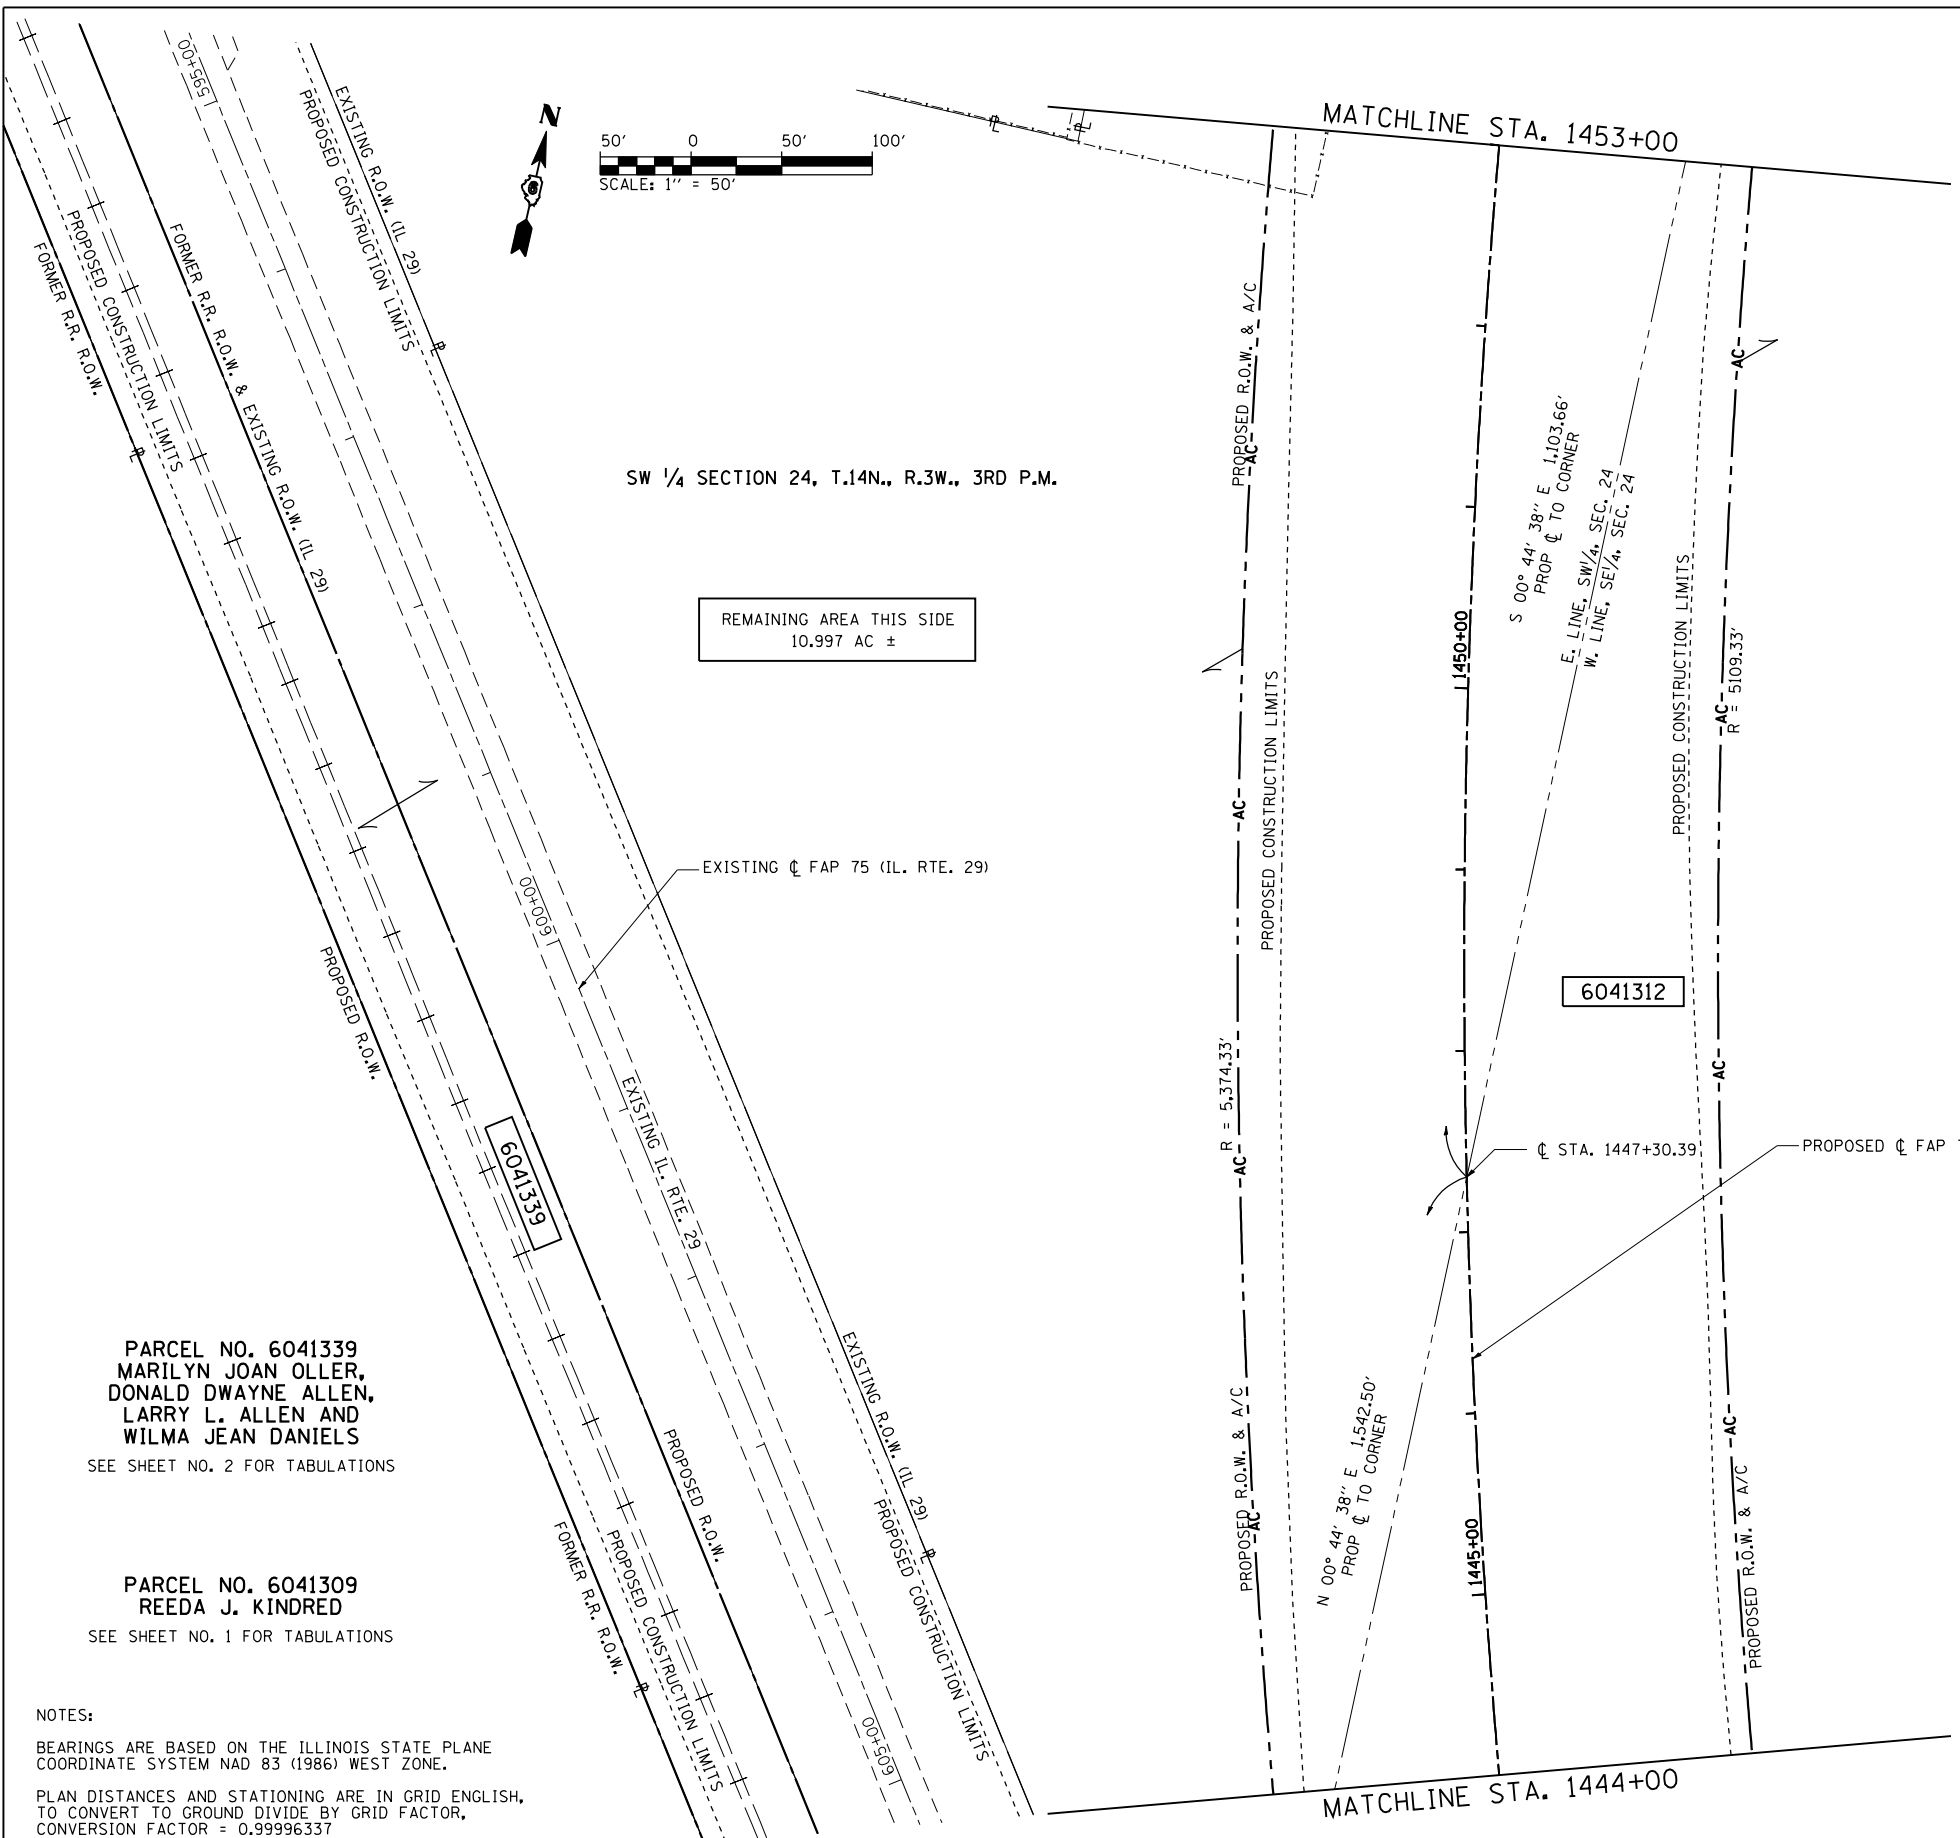 595+00
EXISTING R.O.W. (IL 29)
PROPOSED CONSTRUCTION LIMITS
N
50' 0 50' 100'
SCALE: 1'' = 50'
MATCHLINE STA. 1453+00
PROPOSED CONSTRUCTION LIMITS
FORMER R.R. R.O.W.
FORMER R.R. R.O.W. & EXISTING R.O.W. (IL 29)
PROPOSED R.O.W. & A/C
AC
AC
SW 1/4 SECTION 24, T.14N., R.3W., 3RD P.M.
S 00° 44' 38'' E 1,103.66'
PROP ℄ TO CORNER
E. LINE, SW1/4, SEC. 24
W. LINE, SE1/4, SEC. 24
REMAINING AREA THIS SIDE
10.997 AC ±
1450+00
PROPOSED CONSTRUCTION LIMITS
PROPOSED CONSTRUCTION LIMITS
AC
R = 5109.33'
AC
EXISTING ℄ FAP 75 (IL. RTE. 29)
600+00
PROPOSED R.O.W.
6041312
R = 5,374.33'
AC
AC
EXISTING IL. RTE. 29
6041339
℄ STA. 1447+30.39
PROPOSED ℄ FAP
PARCEL NO. 6041339
MARILYN JOAN OLLER,
DONALD DWAYNE ALLEN,
LARRY L. ALLEN AND
WILMA JEAN DANIELS
SEE SHEET NO. 2 FOR TABULATIONS
EXISTING R.O.W. (IL 29)
PROPOSED CONSTRUCTION LIMITS
PROPOSED R.O.W.
PROPOSED R.O.W. & A/C
AC
N 00° 44' 38'' E 1,542.50'
PROP ℄ TO CORNER
1445+00
AC
PROPOSED R.O.W. & A/C
FORMER R.R. R.O.W.
PROPOSED CONSTRUCTION LIMITS
605+00
PARCEL NO. 6041309
REEDA J. KINDRED
SEE SHEET NO. 1 FOR TABULATIONS
NOTES:
BEARINGS ARE BASED ON THE ILLINOIS STATE PLANE
COORDINATE SYSTEM NAD 83 (1986) WEST ZONE.
PLAN DISTANCES AND STATIONING ARE IN GRID ENGLISH,
TO CONVERT TO GROUND DIVIDE BY GRID FACTOR,
CONVERSION FACTOR = 0.99996337
MATCHLINE STA. 1444+00